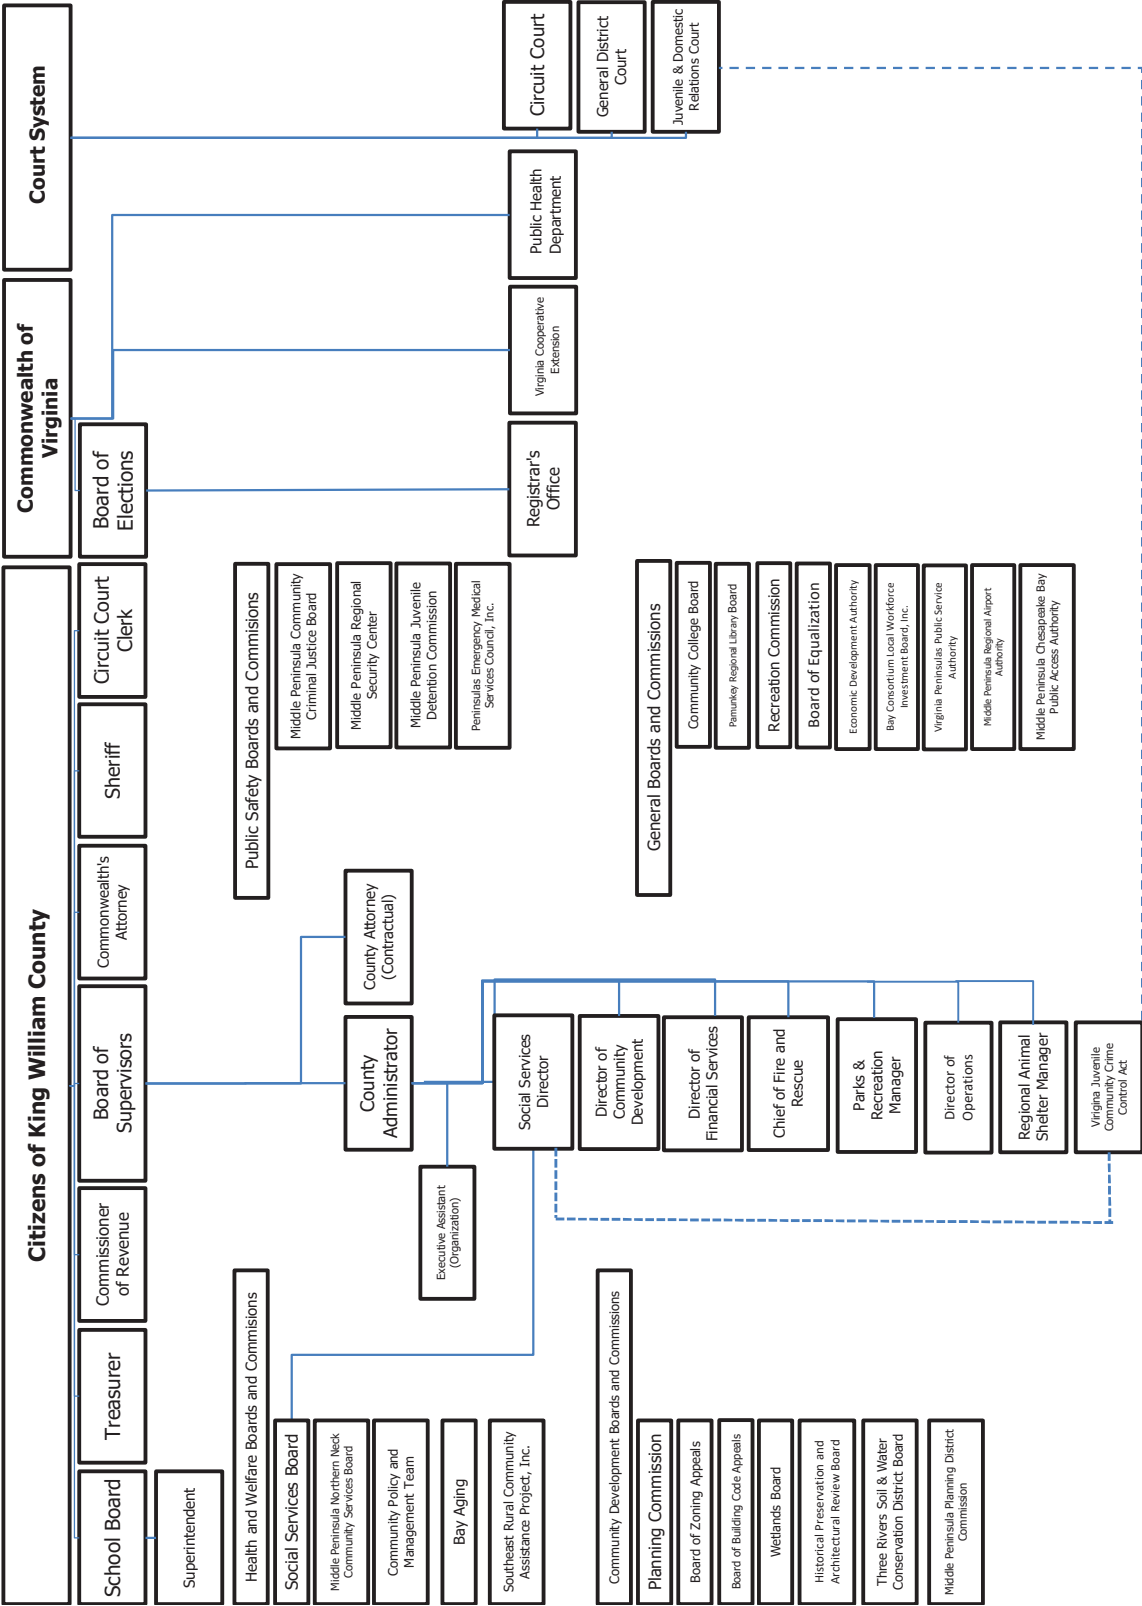 Citizens of King William County
Commonwealth of
Virginia
Court System
School Board
Treasurer
Commissioner
of Revenue
Board of
Supervisors
Commonwealth's
Attorney
Sheriff
Circuit Court
Clerk
Board of
Elections
Superintendent
Health and Welfare Boards and Commisions
Social Services Board
Middle Peninsula Northern Neck
Community Services Board
Community Policy and
Management Team
Bay Aging
Southeast Rural Community
Assistance Project, Inc.
Public Safety Boards and Commisions
Middle Peninsula Community
Criminal Justice Board
Middle Peninsula Regional
Security Center
Middle Peninsula Juvenile
Detention Commission
Peninsulas Emergency Medical
Services Council, Inc.
County
Administrator
County Attorney
(Contractual)
Executive Assistant
(Organization)
Social Services
Director
Director of
Community
Development
Director of
Financial Services
Chief of Fire and
Rescue
Parks &
Recreation
Manager
Director of
Operations
Regional Animal
Shelter Manager
Virigina Juvenile
Community Crime
Control Act
Registrar's
Office
Virginia Cooperative
Extension
Public Health
Department
Circuit Court
General District
Court
Juvenile & Domestic
Relations Court
Community Development Boards and Commissions
Planning Commission
Board of Zoning Appeals
Board of Building Code Appeals
Wetlands Board
Historical Preservation and
Architectural Review Board
Three Rivers Soil & Water
Conservation District Board
Middle Peninsula Planning District
Commission
General Boards and Commissions
Community College Board
Pamunkey Regional Library Board
Recreation Commission
Board of Equalization
Economic Development Authority
Bay Consortium Local Workforce
Investment Board, Inc.
Virginia Peninsulas Public Service
Authority
Middle Peninsula Regional Airport
Authority
Middle Peninsula Chesapeake Bay
Public Access Authority